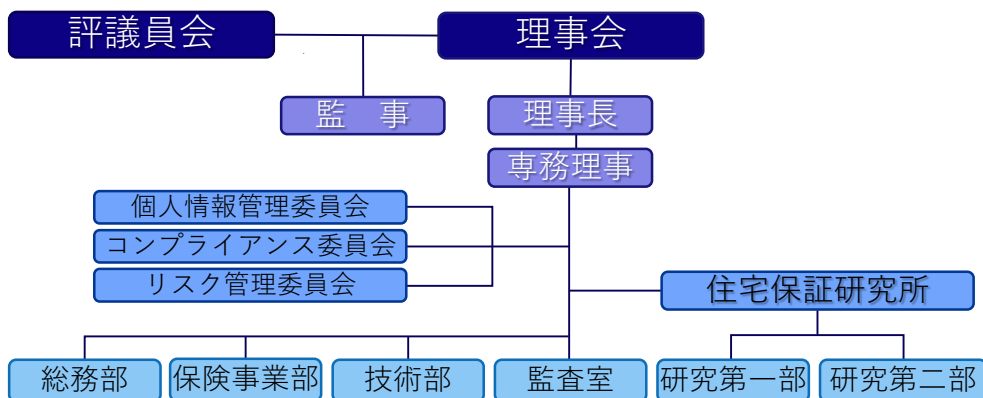 評議員会
理事会
監　事
理事長
専務理事
個人情報管理委員会
コンプライアンス委員会
リスク管理委員会
住宅保証研究所
総務部
保険事業部
技術部
監査室
研究第一部
研究第二部